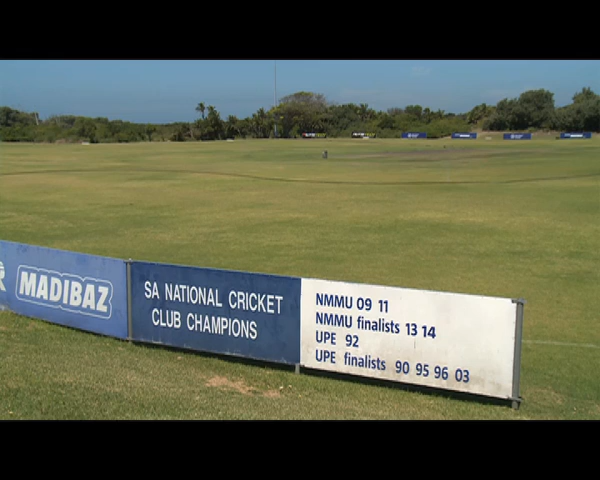 MADIBAZ
SA NATIONAL CRICKET
CLUB CHAMPIONS
NMMU 09 11
NMMU finalists 13 14
UPE 92
UPE finalists 90 95 96 03